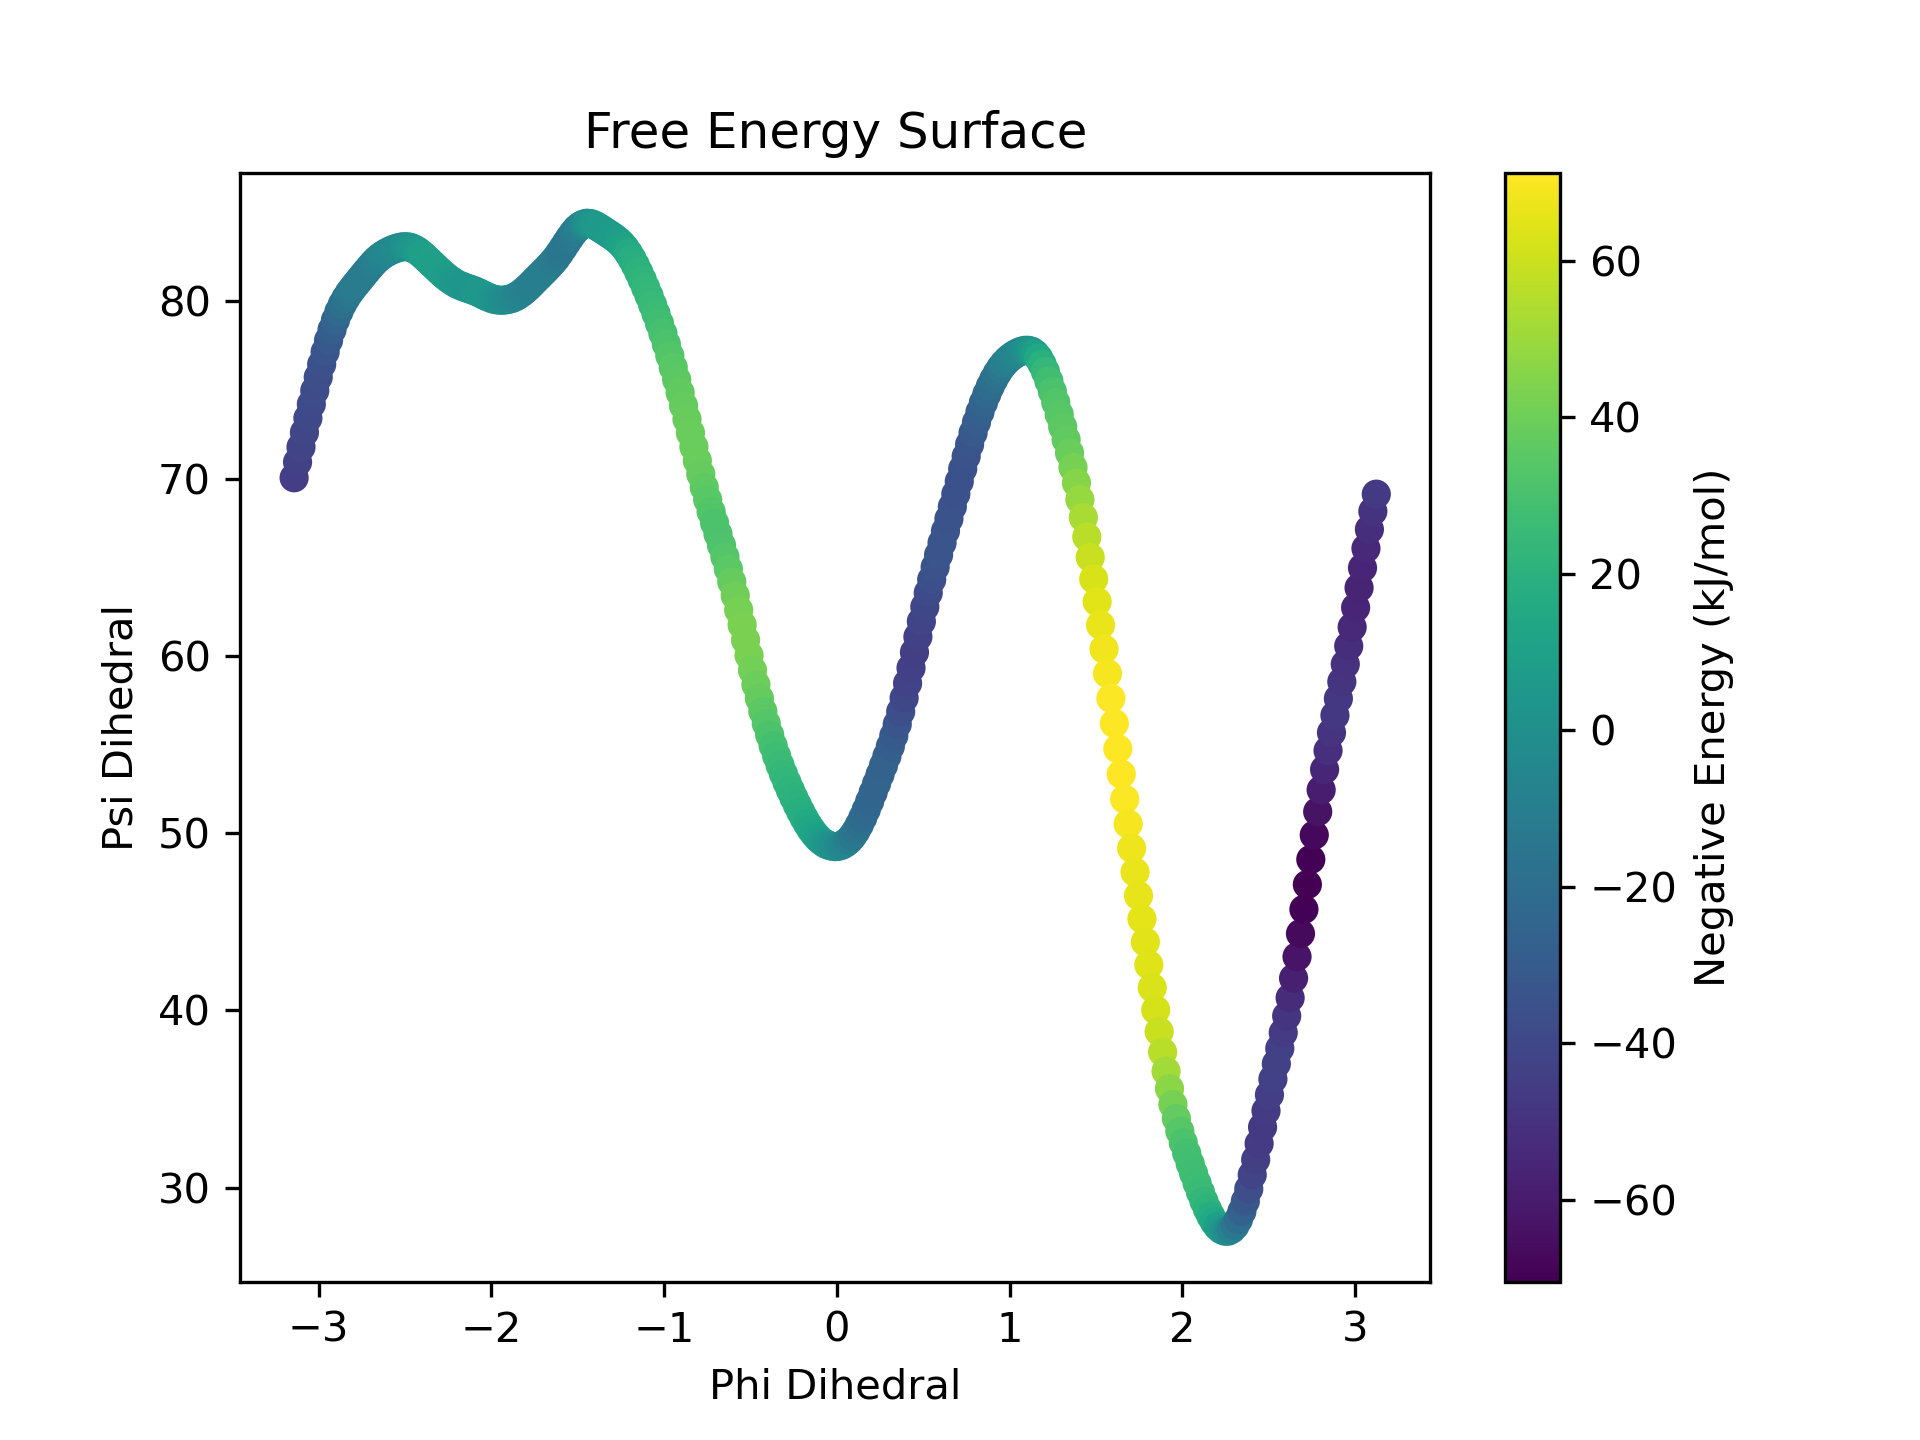 Free Energy Surface
Psi Dihedral
80
70
60
50
40
30
−3 −2 −1 0 1 2 3
Phi Dihedral
60
40
20
0
−20
−40
−60
Negative Energy (kJ/mol)